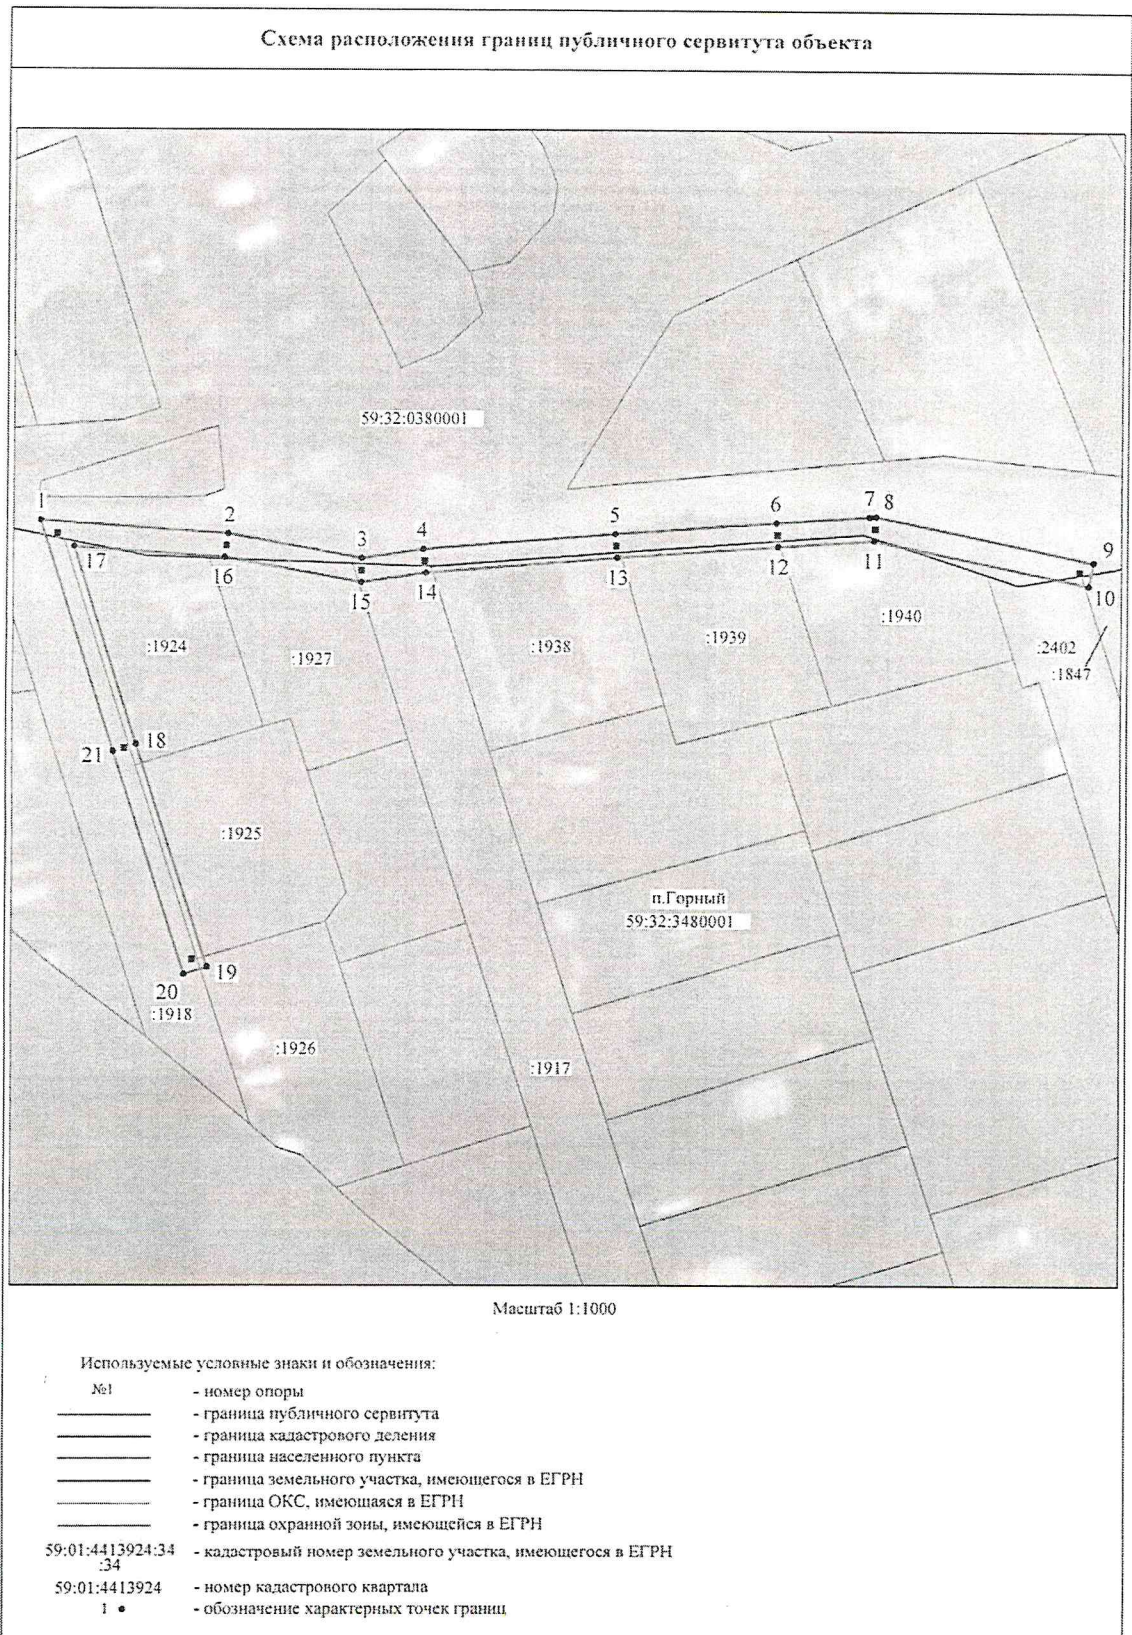 Схема расположения границ публичного сервитута объекта
59:32:0380001
1
2
3
4
5
6
7
8
9
17
16
15
14
13
12
11
10
:1924
:1927
:1938
:1939
:1940
:2402
:1847
21
18
:1925
п.Горный
59:32:3480001
20
19
:1918
:1926
:1917
Масштаб 1:1000
Используемые условные знаки и обозначения:
№1 - номер опоры
- граница публичного сервитута
- граница кадастрового деления
- граница населенного пункта
- граница земельного участка, имеющегося в ЕГРН
- граница ОКС, имеющаяся в ЕГРН
- граница охранной зоны, имеющейся в ЕГРН
59:01:4413924:34 - кадастровый номер земельного участка, имеющегося в ЕГРН
:34
59:01:4413924 - номер кадастрового квартала
1 - обозначение характерных точек границ